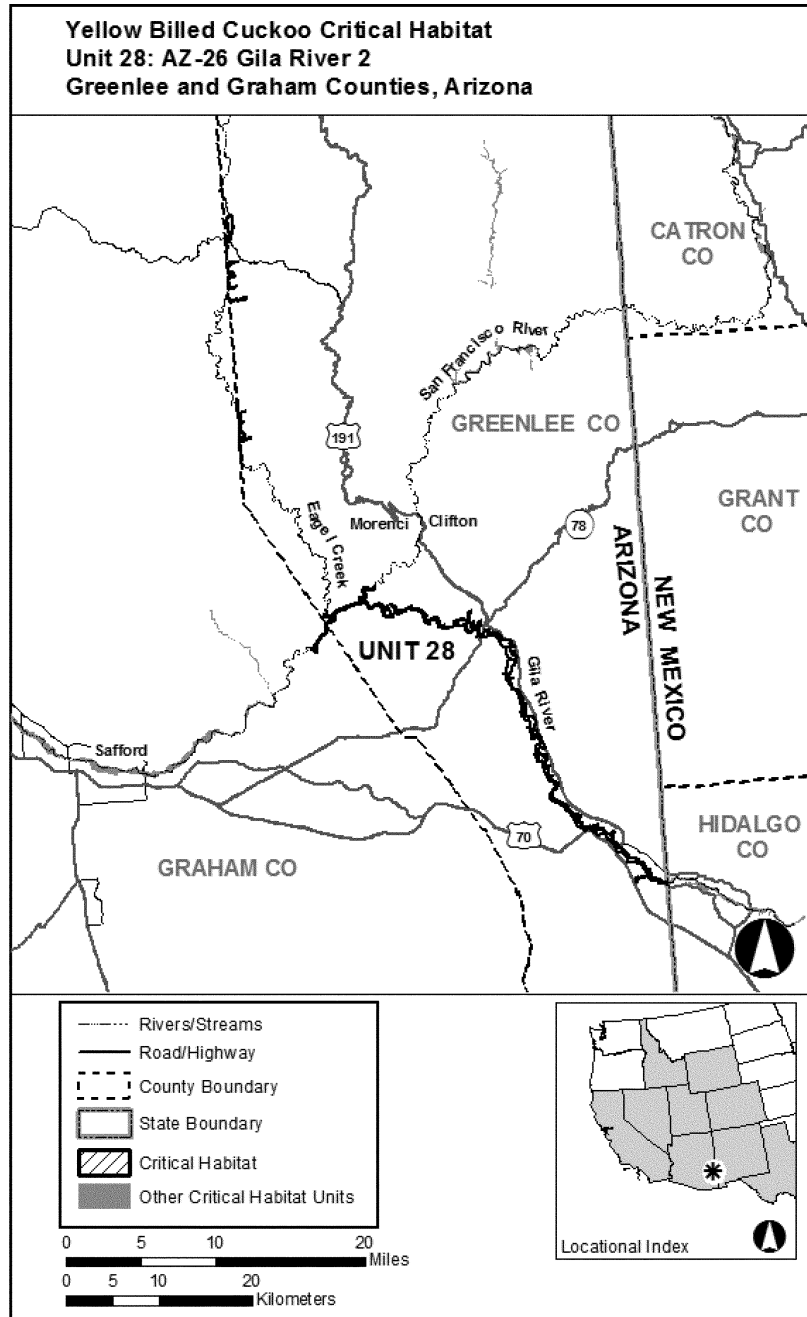 Yellow Billed Cuckoo Critical Habitat
Unit 28: AZ-26 Gila River 2
Greenlee and Graham Counties, Arizona
CATRON
CO
San Francisco River
GREENLEE CO
191
GRANT
CO
Eagel Creek
Morenci
Clifton
78
ARIZONA
NEW MEXICO
UNIT 28
Gila River
Safford
70
HIDALGO
CO
GRAHAM CO
Rivers/Streams
Road/Highway
County Boundary
State Boundary
Critical Habitat
Other Critical Habitat Units
0 5 10 20
Miles
0 5 10 20
Kilometers
Locational Index